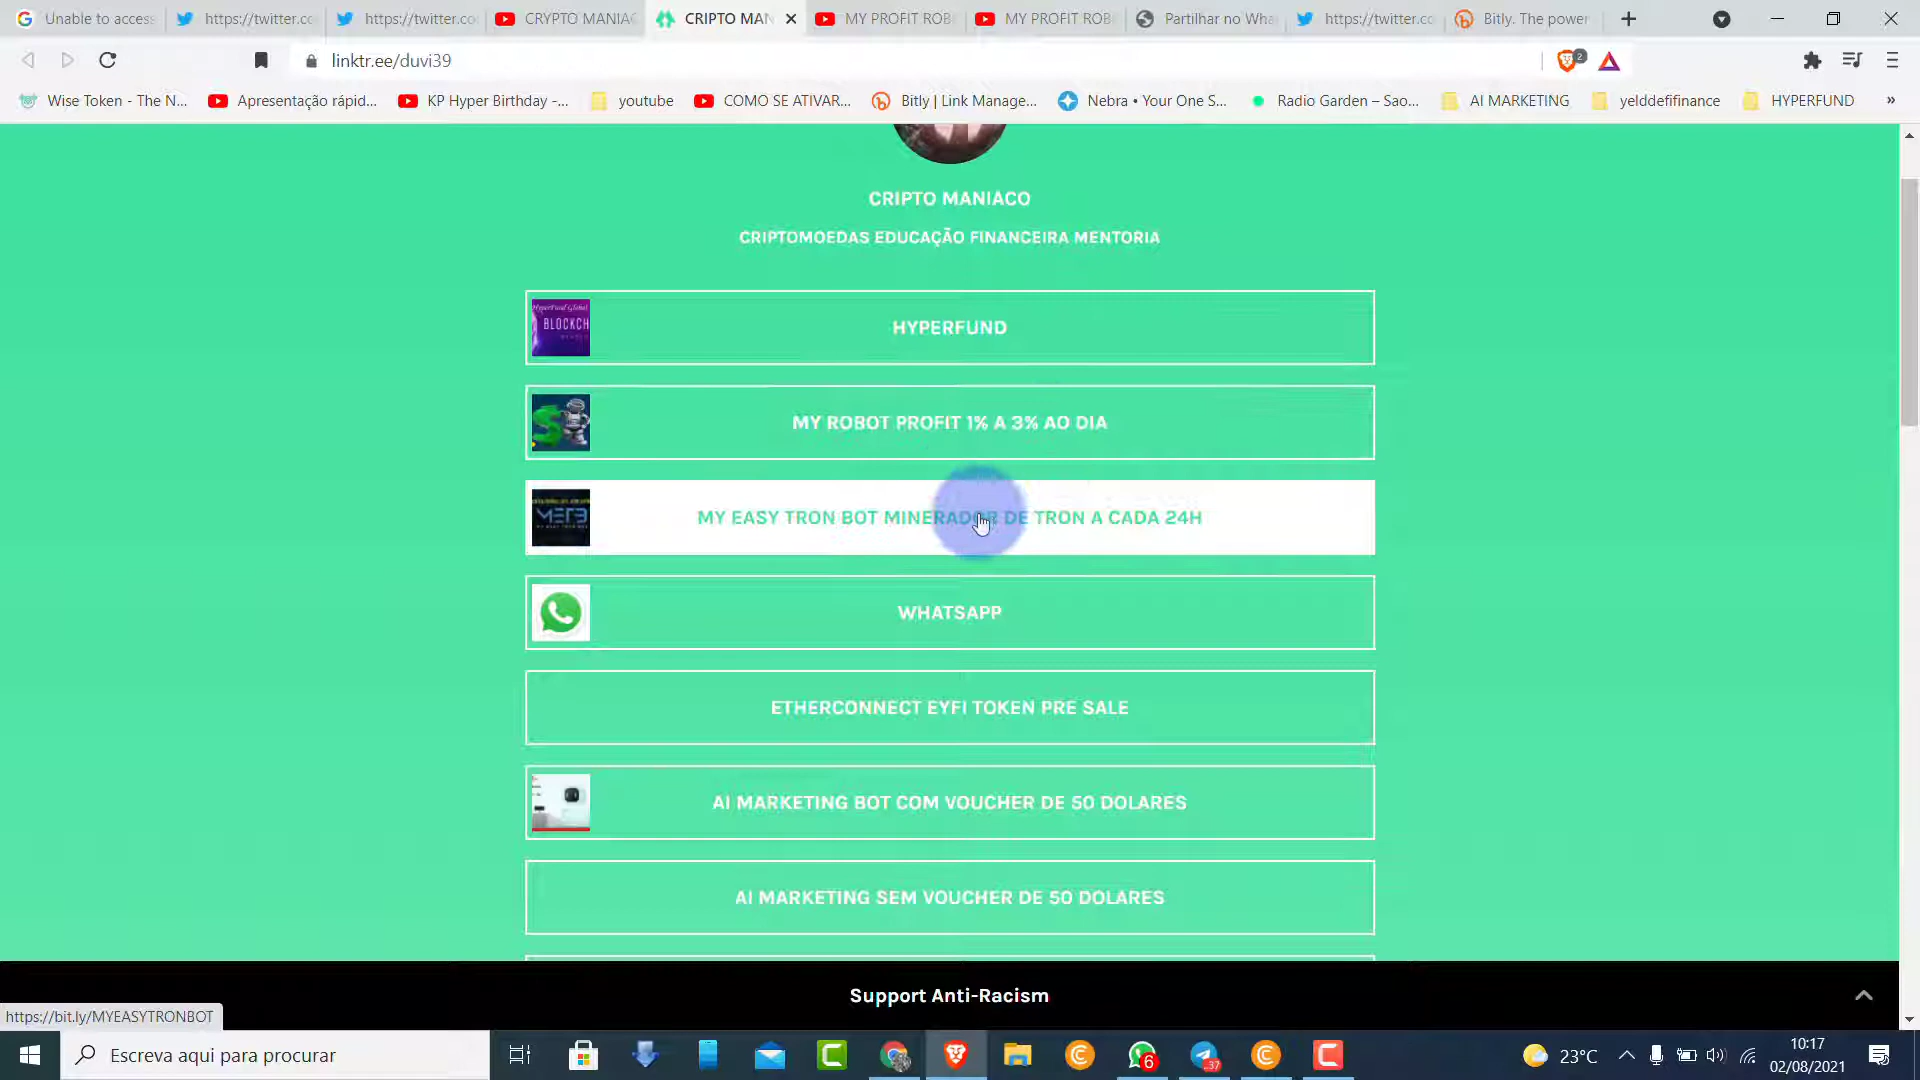 Unable to access
https://twitter.co
https://twitter.co
CRYPTO MANIAC
CRIPTO MAN
MY PROFIT ROB
MY PROFIT ROB
Partilhar no Wha
https://twitter.co
Bitly. The power
linktr.ee/duvi39
2
Wise Token - The N...
Apresentação rápid...
KP Hyper Birthday -...
youtube
COMO SE ATIVAR...
Bitly | Link Manage...
Nebra • Your One S...
Radio Garden – Sao...
AI MARKETING
yelddefifinance
HYPERFUND
»
CRIPTO MANIACO
CRIPTOMOEDAS EDUCAÇÃO FINANCEIRA MENTORIA
HyperFund Global
BLOCKCH
HYPERFUND
MY ROBOT PROFIT 1% A 3% AO DIA
MY EASY TRON BOT MINERADOR DE TRON A CADA 24H
WHATSAPP
ETHERCONNECT EYFI TOKEN PRE SALE
AI MARKETING BOT COM VOUCHER DE 50 DOLARES
AI MARKETING SEM VOUCHER DE 50 DOLARES
Support Anti-Racism
https://bit.ly/MYEASYTRONBOT
Escreva aqui para procurar
6
37
23°C
10:17
02/08/2021